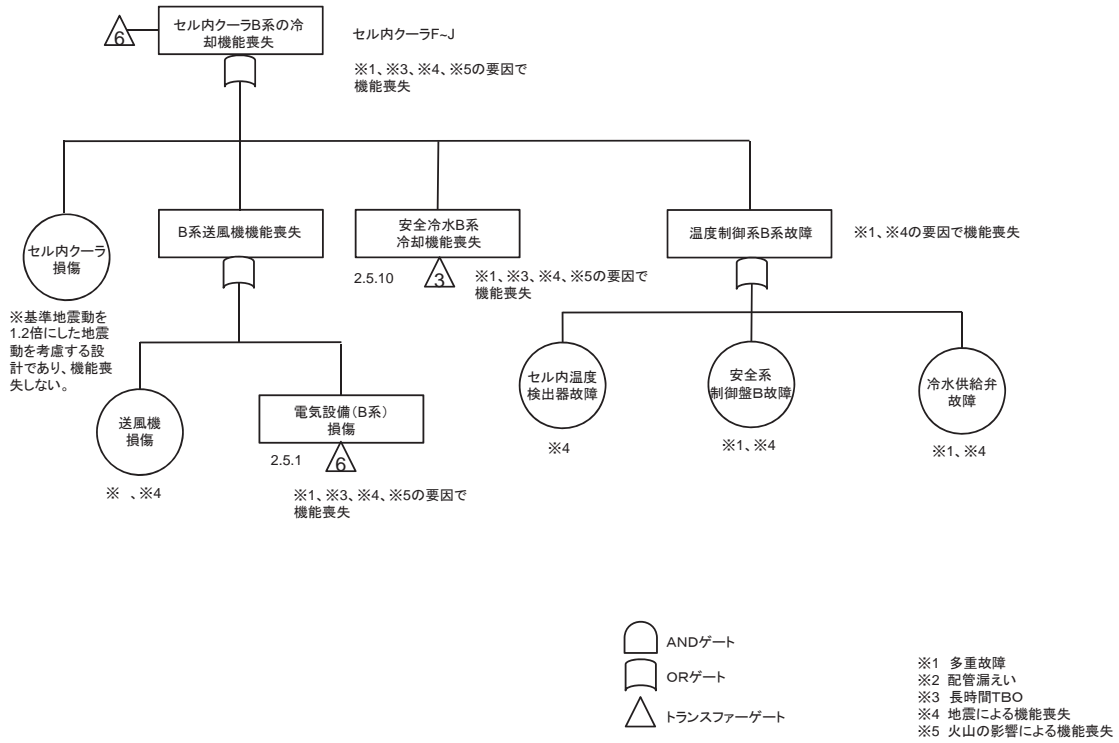 セル内クーラB系の冷
却機能喪失
6
セル内クーラF~J
※1、※3、※4、※5の要因で
機能喪失
セル内クーラ
損傷
※基準地震動を
1.2倍にした地震
動を考慮する設
計であり、機能喪
失しない。
B系送風機機能喪失
安全冷水B系
冷却機能喪失
2.5.10
3
※1、※3、※4、※5の要因で
機能喪失
温度制御系B系故障
※1、※4の要因で機能喪失
送風機
損傷
※ 、※4
電気設備(B系)
損傷
2.5.1
6
※1、※3、※4、※5の要因で
機能喪失
セル内温度
検出器故障
※4
安全系
制御盤B故障
※1、※4
冷水供給弁
故障
※1、※4
ANDゲート
ORゲート
トランスファーゲート
※1 多重故障
※2 配管漏えい
※3 長時間TBO
※4 地震による機能喪失
※5 火山の影響による機能喪失